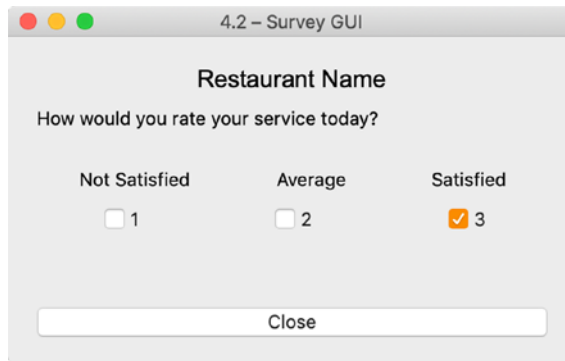 4.2 – Survey GUI
Restaurant Name
How would you rate your service today?
Not Satisfied Average Satisfied
1 2 3
Close